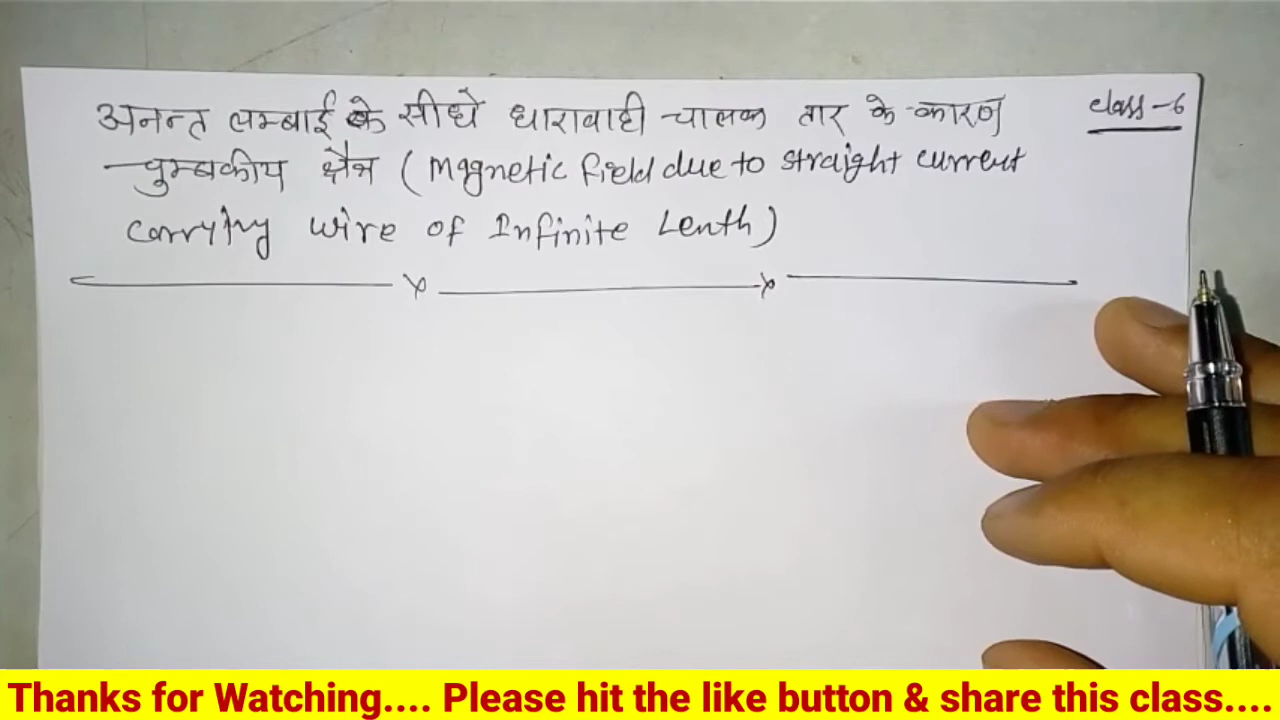 अनन्त लम्बाई के सीधे धारावाही चालक तार के कारण class-6
चुम्बकीय क्षेत्र (magnetic field due to straight current
carrying wire of Infinite Lenth)
Thanks for Watching.... Please hit the like button & share this class....